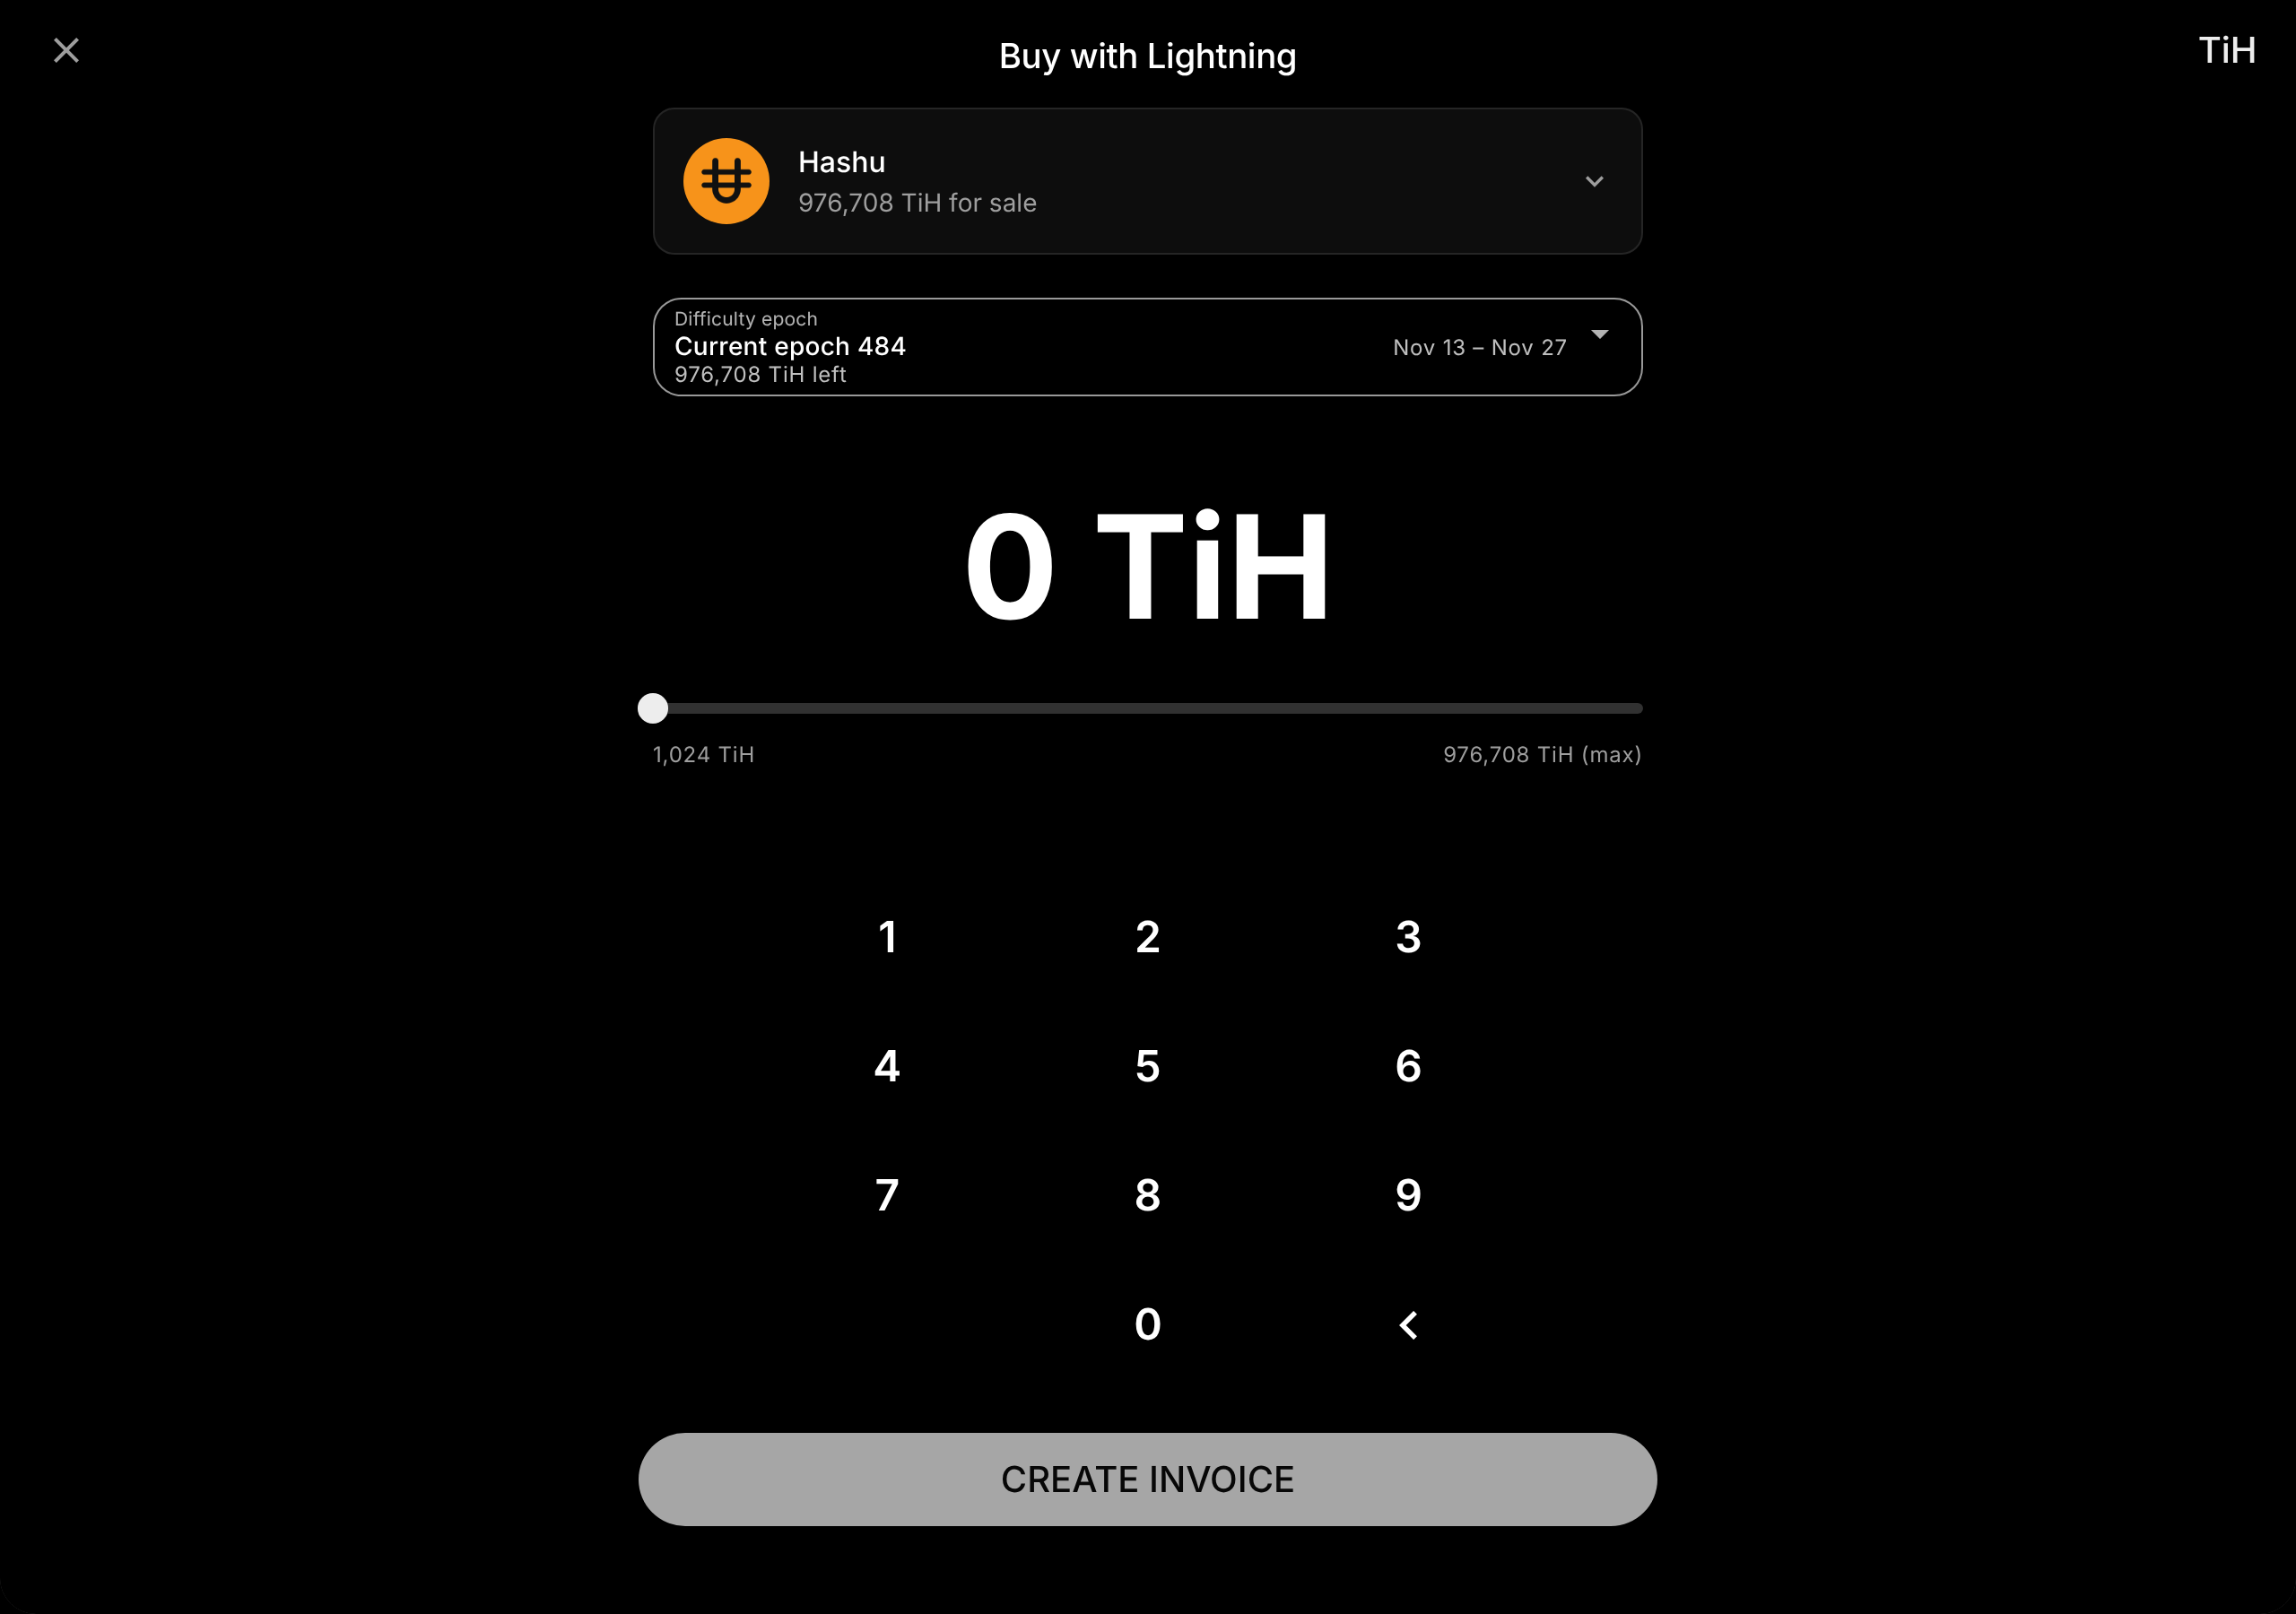 Buy with Lightning
TiH
Hashu
976,708 TiH for sale
Difficulty epoch
Current epoch 484
Nov 13 – Nov 27
976,708 TiH left
0 TiH
1,024 TiH
976,708 TiH (max)
1 2 3
4 5 6
7 8 9
0
CREATE INVOICE